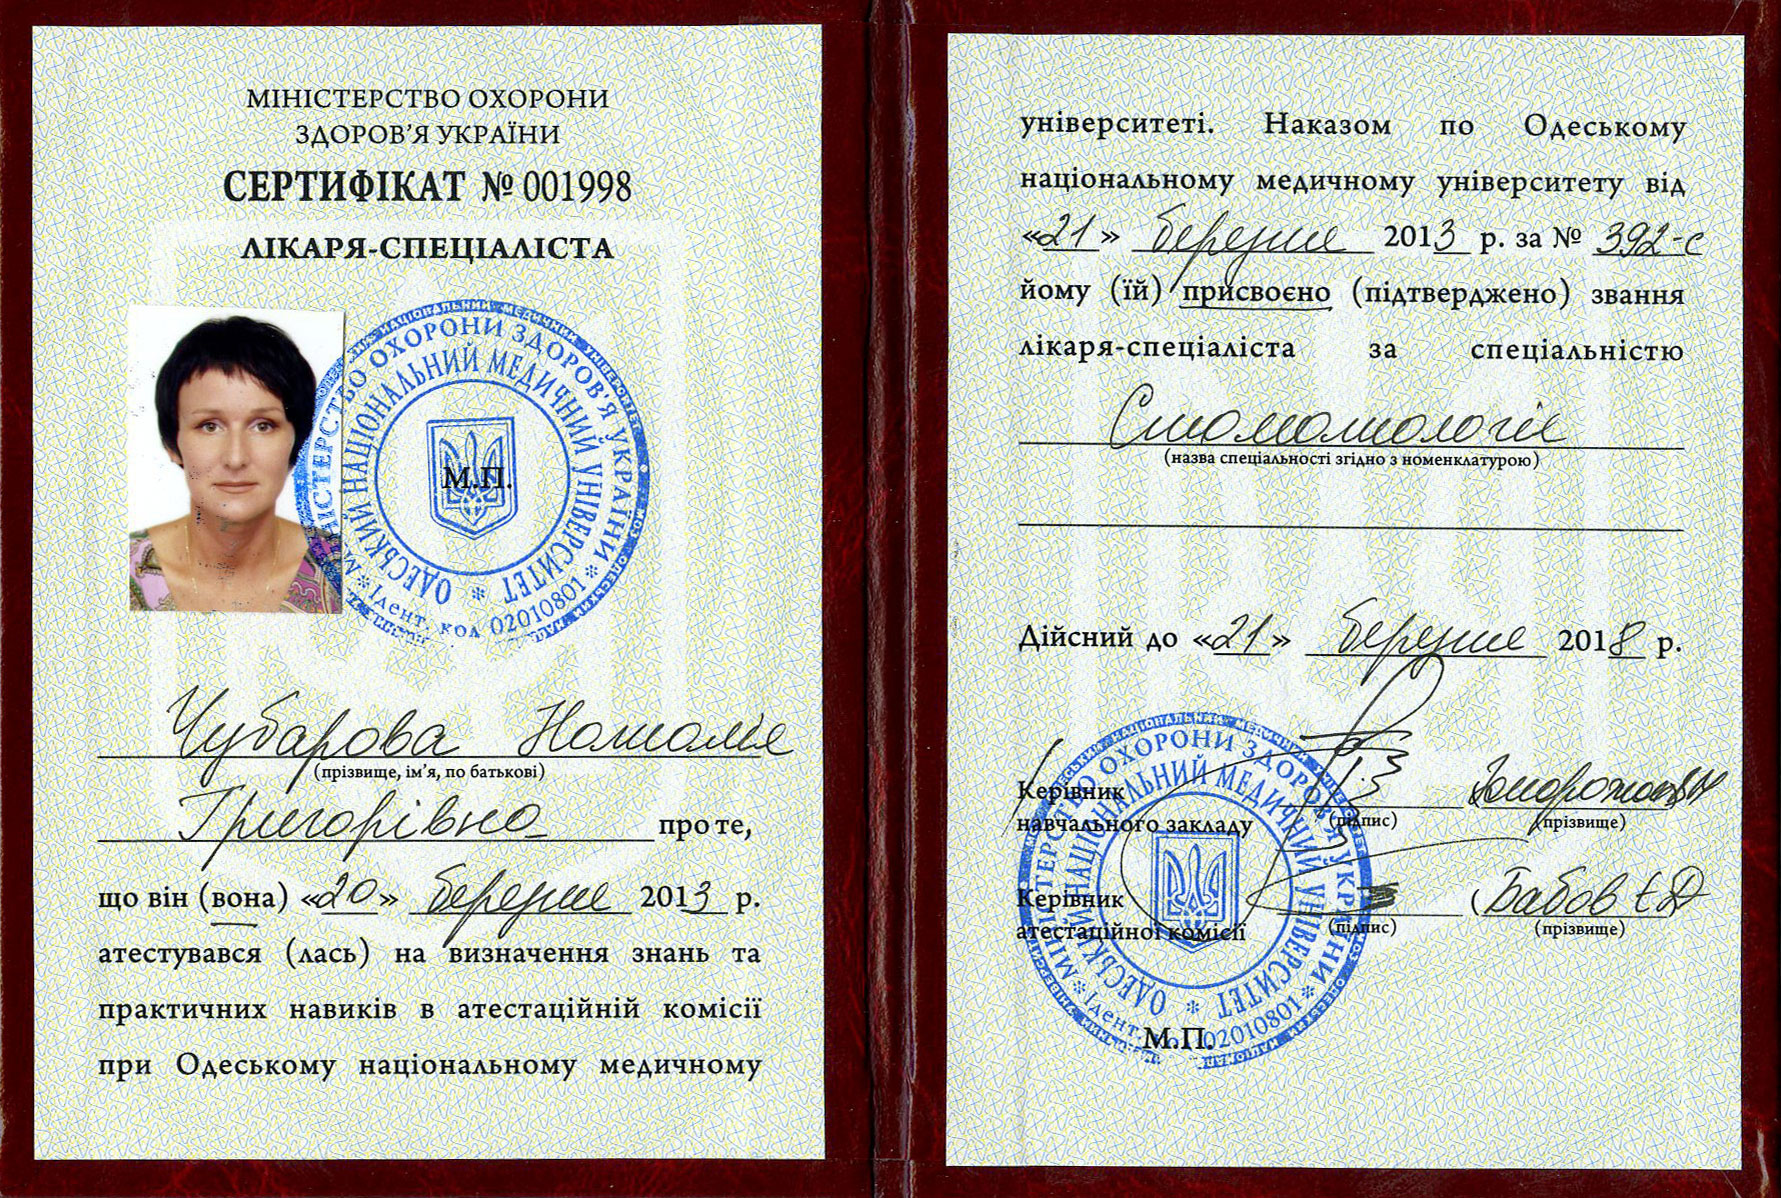 МІНІСТЕРСТВО ОХОРОНИ
ЗДОРОВ'Я УКРАЇНИ
СЕРТИФІКАТ № 001998
ЛІКАРЯ-СПЕЦІАЛІСТА
МІНІСТЕРСТВО ОХОРОНИ ЗДОРОВ'Я УКРАЇНИ
ОДЕСЬКИЙ НАЦІОНАЛЬНИЙ МЕДИЧНИЙ УНІВЕРСИТЕТ
Ідент. код 02010801
М.П.
Чубарова Наталія
(прізвище, ім'я, по батькові)
Григорівна про те,
що він (вона) «20» березня 2013 р.
атестувався (лась) на визначення знань та
практичних навиків в атестаційній комісії
при Одеському національному медичному
університеті. Наказом по Одеському
національному медичному університету від
«21» березня 2013 р. за № 392-с
йому (їй) присвоєно (підтверджено) звання
лікаря-спеціаліста за спеціальністю
Стоматологія
(назва спеціальності згідно з номенклатурою)
Дійсний до «21» березня 2018 р.
Керівник
навчального закладу (підпис) (прізвище)
Керівник Бабов Є.Д
атестаційної комісії (підпис) (прізвище)
МІНІСТЕРСТВО ОХОРОНИ ЗДОРОВ'Я УКРАЇНИ
ОДЕСЬКИЙ НАЦІОНАЛЬНИЙ МЕДИЧНИЙ УНІВЕРСИТЕТ
Ідент. 02010801
М.П.